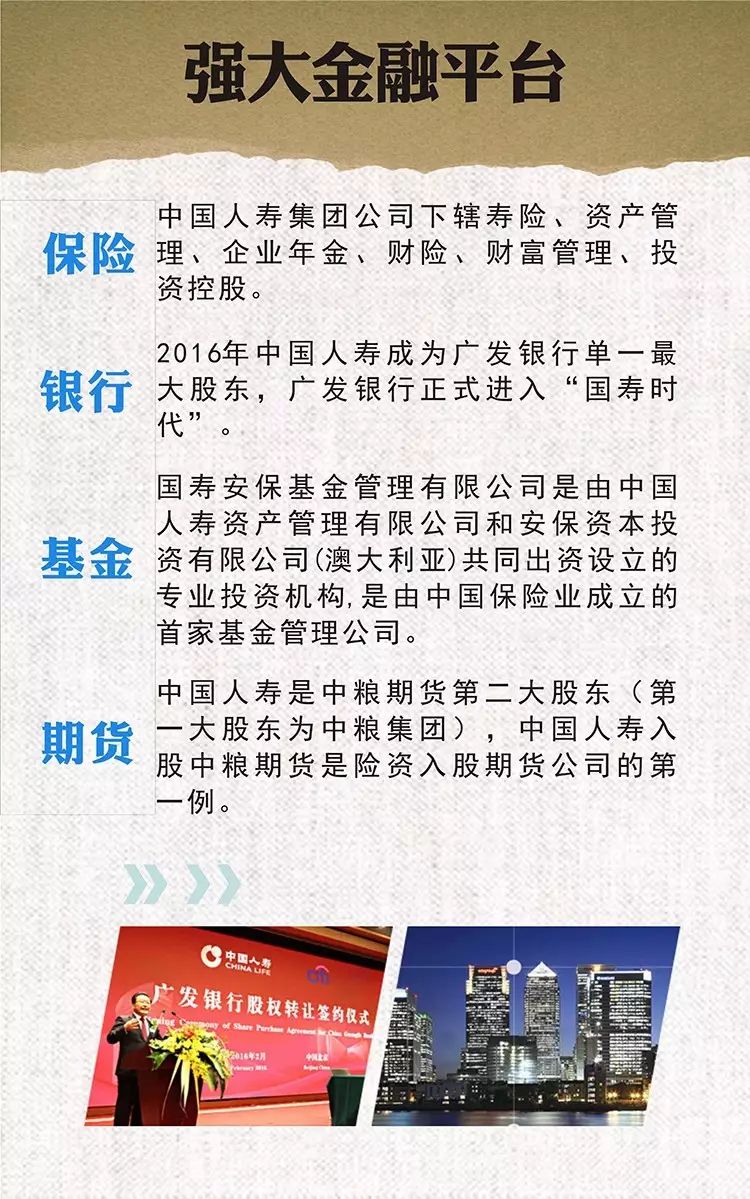 强大金融平台
保险
中国人寿集团公司下辖寿险、资产管
理、企业年金、财险、财富管理、投
资控股。
银行
2016年中国人寿成为广发银行单一最
大股东，广发银行正式进入“国寿时
代”。
基金
国寿安保基金管理有限公司是由中国
人寿资产管理有限公司和安保资本投
资有限公司(澳大利亚)共同出资设立的
专业投资机构,是由中国保险业成立的
首家基金管理公司。
期货
中国人寿是中粮期货第二大股东（第
一大股东为中粮集团），中国人寿入
股中粮期货是险资入股期货公司的第
一例。
中国人寿
CHINA LIFE
citi
广发银行股权转让签约仪式
Ceremony of Share Purchase Agreement for China Guangfa
2016年2月
中国北京
February 2016
Beijing China